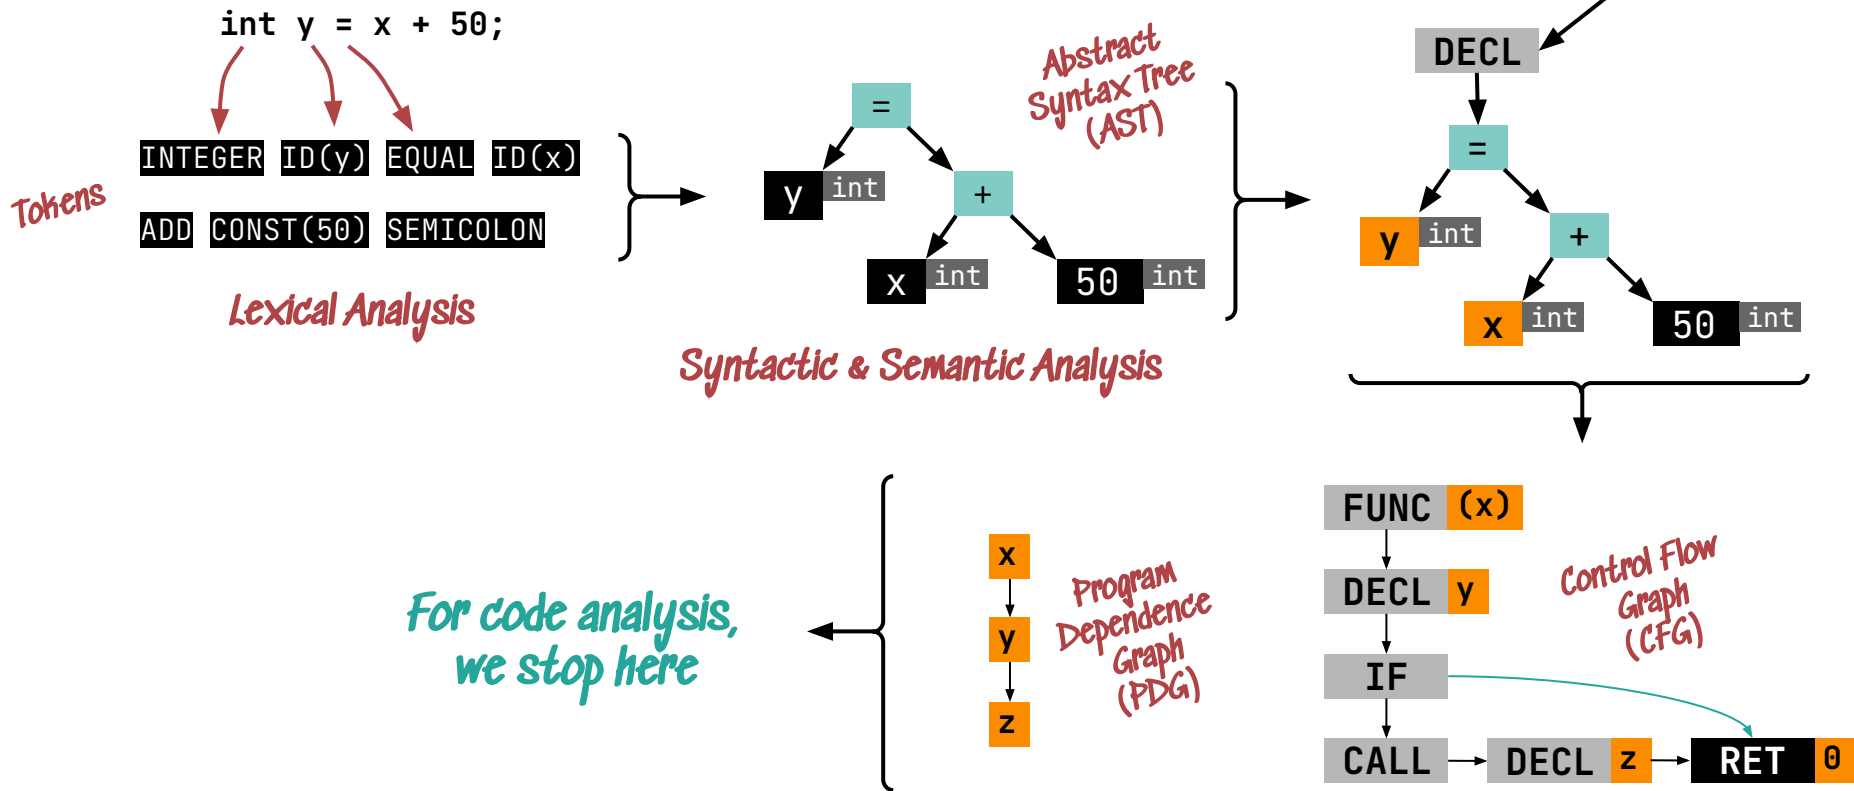 int y = x + 50;
Tokens
INTEGER ID(y) EQUAL ID(x)
ADD CONST(50) SEMICOLON
Lexical Analysis
=
y int
+
x int
50 int
Abstract
Syntax Tree
(AST)
Syntactic & Semantic Analysis
DECL
=
y int
+
x int
50 int
FUNC (x)
DECL y
IF
CALL DECL z RET 0
Control Flow
Graph
(CFG)
x
y
z
Program
Dependence
Graph
(PDG)
For code analysis,
we stop here